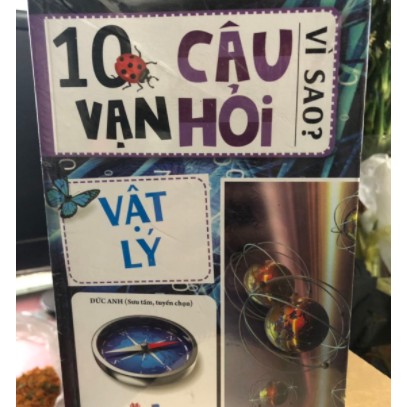 10
VẠN
CÂU
HỎI
VÌ SAO?
VẬT
LÝ
ĐỨC ANH (Sưu tầm, tuyển chọn)